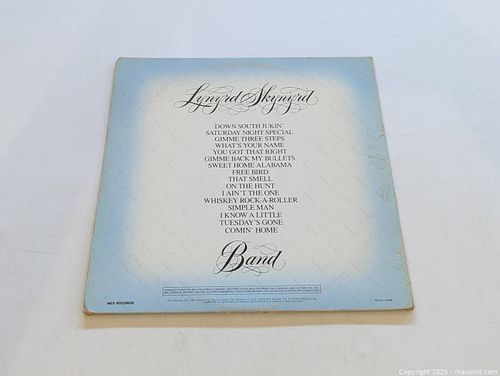 Lynyrd Skynyrd
DOWN SOUTH JUKIN'
SATURDAY NIGHT SPECIAL
GIMME THREE STEPS
WHAT'S YOUR NAME
YOU GOT THAT RIGHT
GIMME BACK MY BULLETS
SWEET HOME ALABAMA
FREE BIRD
THAT SMELL
ON THE HUNT
I AIN'T THE ONE
WHISKEY ROCK-A-ROLLER
SIMPLE MAN
I KNOW A LITTLE
TUESDAY'S GONE
COMIN' HOME
Band
MCA RECORDS
Copyright © 2025 - maxsold.com